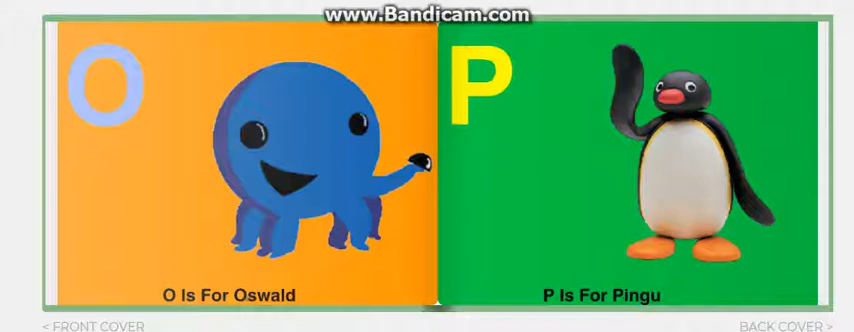 www.Bandicam.com
O
P
O Is For Oswald
P Is For Pingu
< FRONT COVER
BACK COVER >